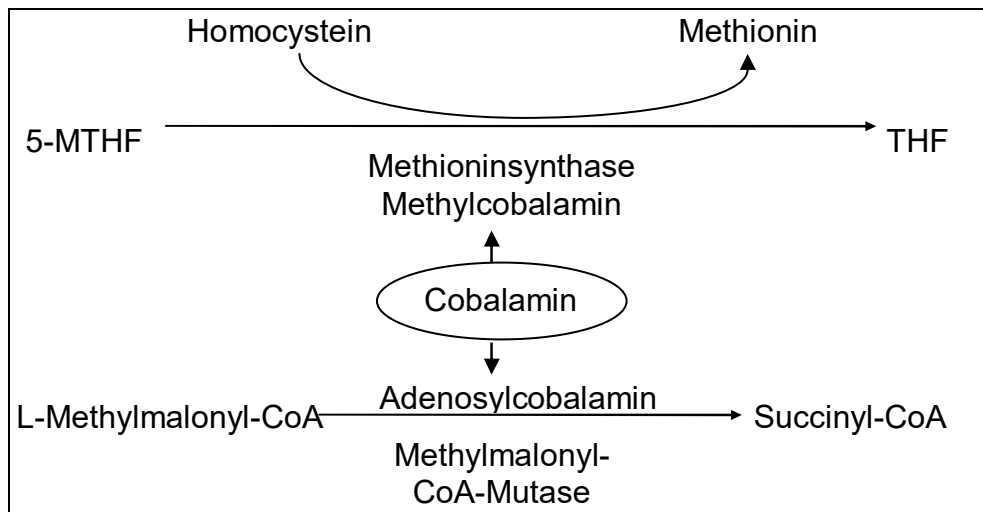 Homocystein Methionin
5-MTHF THF
Methioninsynthase
Methylcobalamin
Cobalamin
Adenosylcobalamin
L-Methylmalonyl-CoA Succinyl-CoA
Methylmalonyl-
CoA-Mutase